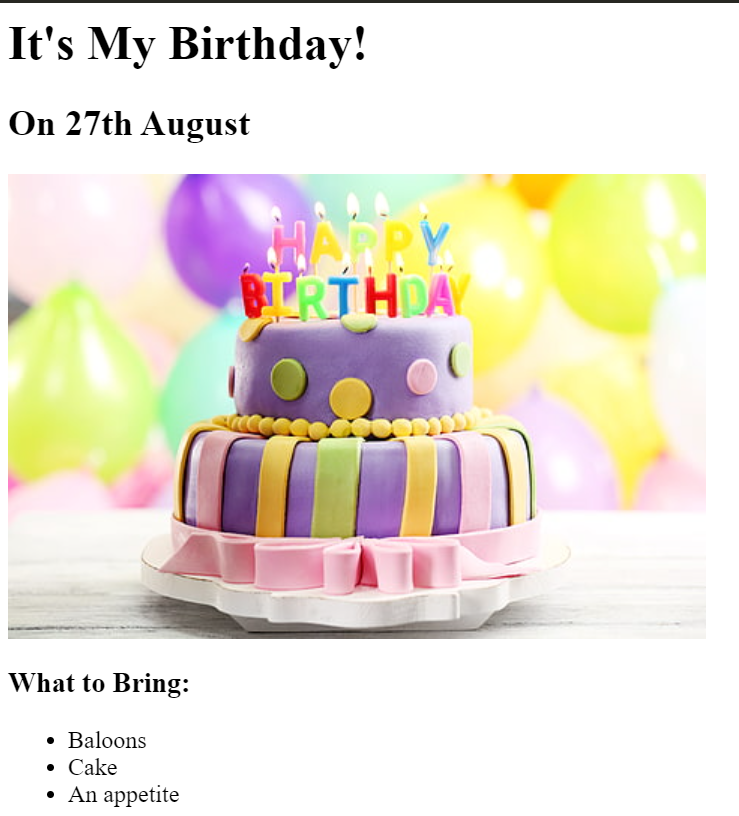 It's My Birthday!
On 27th August
HAPPY
BIRTHDAY
What to Bring:
Baloons
Cake
An appetite